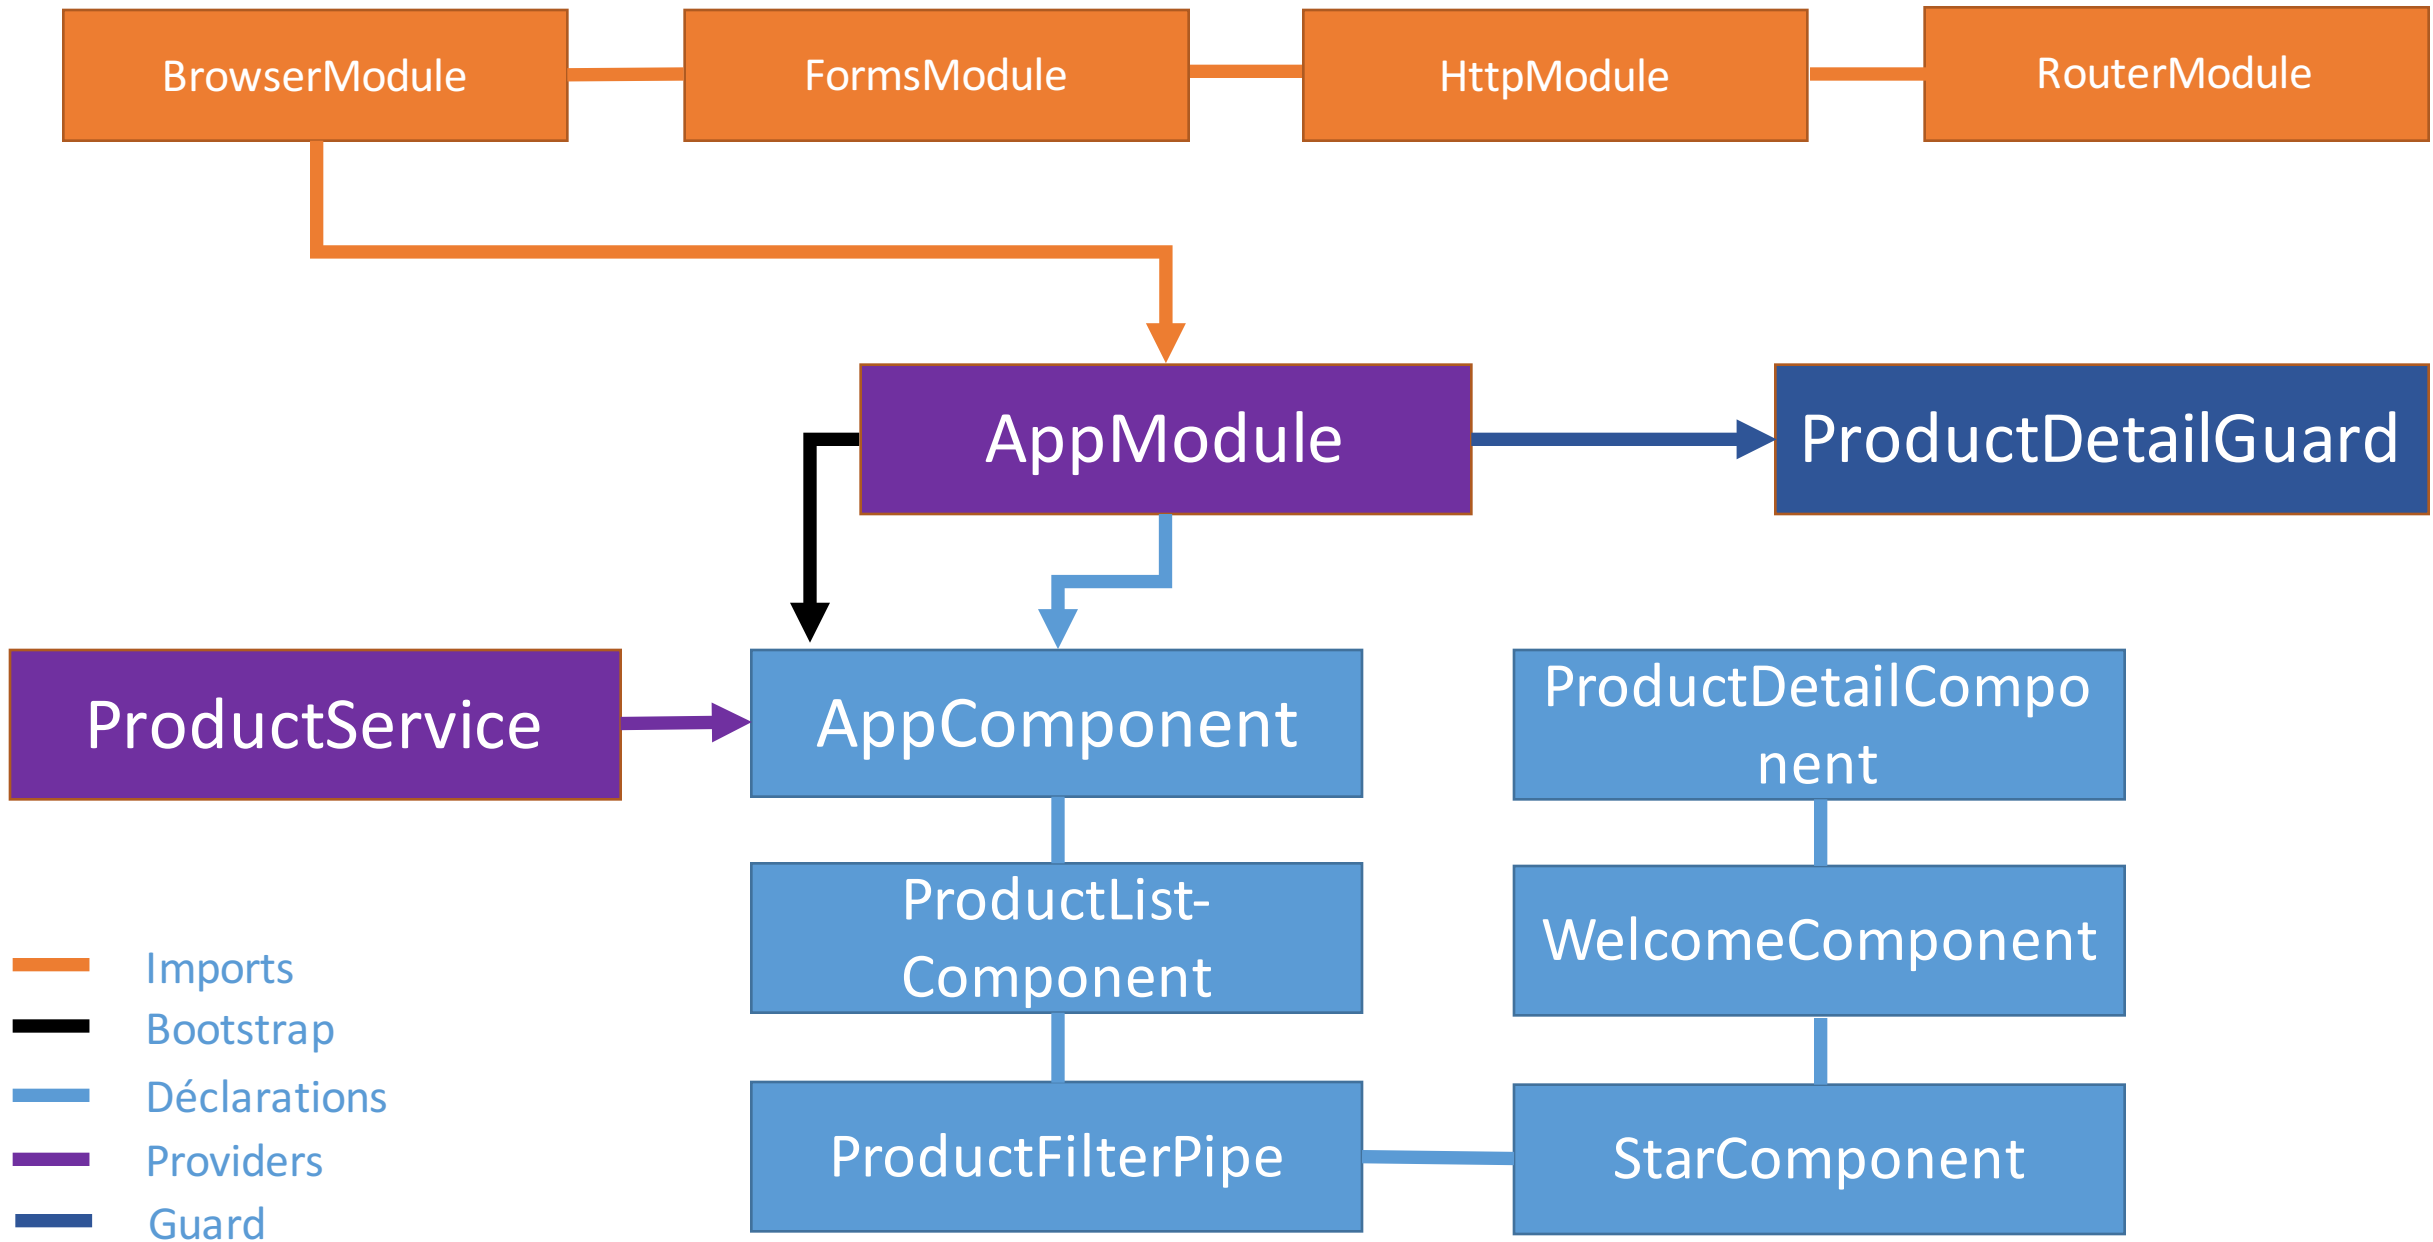 BrowserModule
FormsModule
HttpModule
RouterModule
AppModule
ProductDetailGuard
ProductService
AppComponent
ProductDetailCompo
nent
ProductList-
Component
WelcomeComponent
ProductFilterPipe
StarComponent
Imports
Bootstrap
Déclarations
Providers
Guard